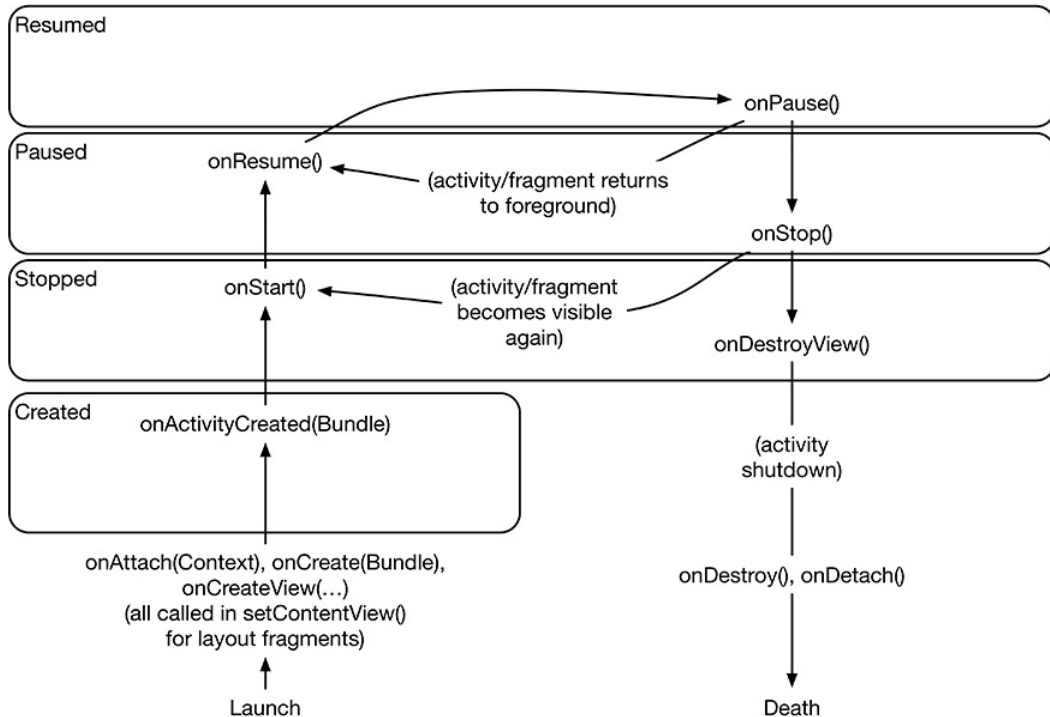 Resumed
onPause()
Paused
onResume()
(activity/fragment returns
to foreground)
onStop()
Stopped
onStart()
(activity/fragment
becomes visible
again)
onDestroyView()
Created
onActivityCreated(Bundle)
(activity
shutdown)
onAttach(Context), onCreate(Bundle),
onCreateView(...)
(all called in setContentView()
for layout fragments)
onDestroy(), onDetach()
Launch
Death